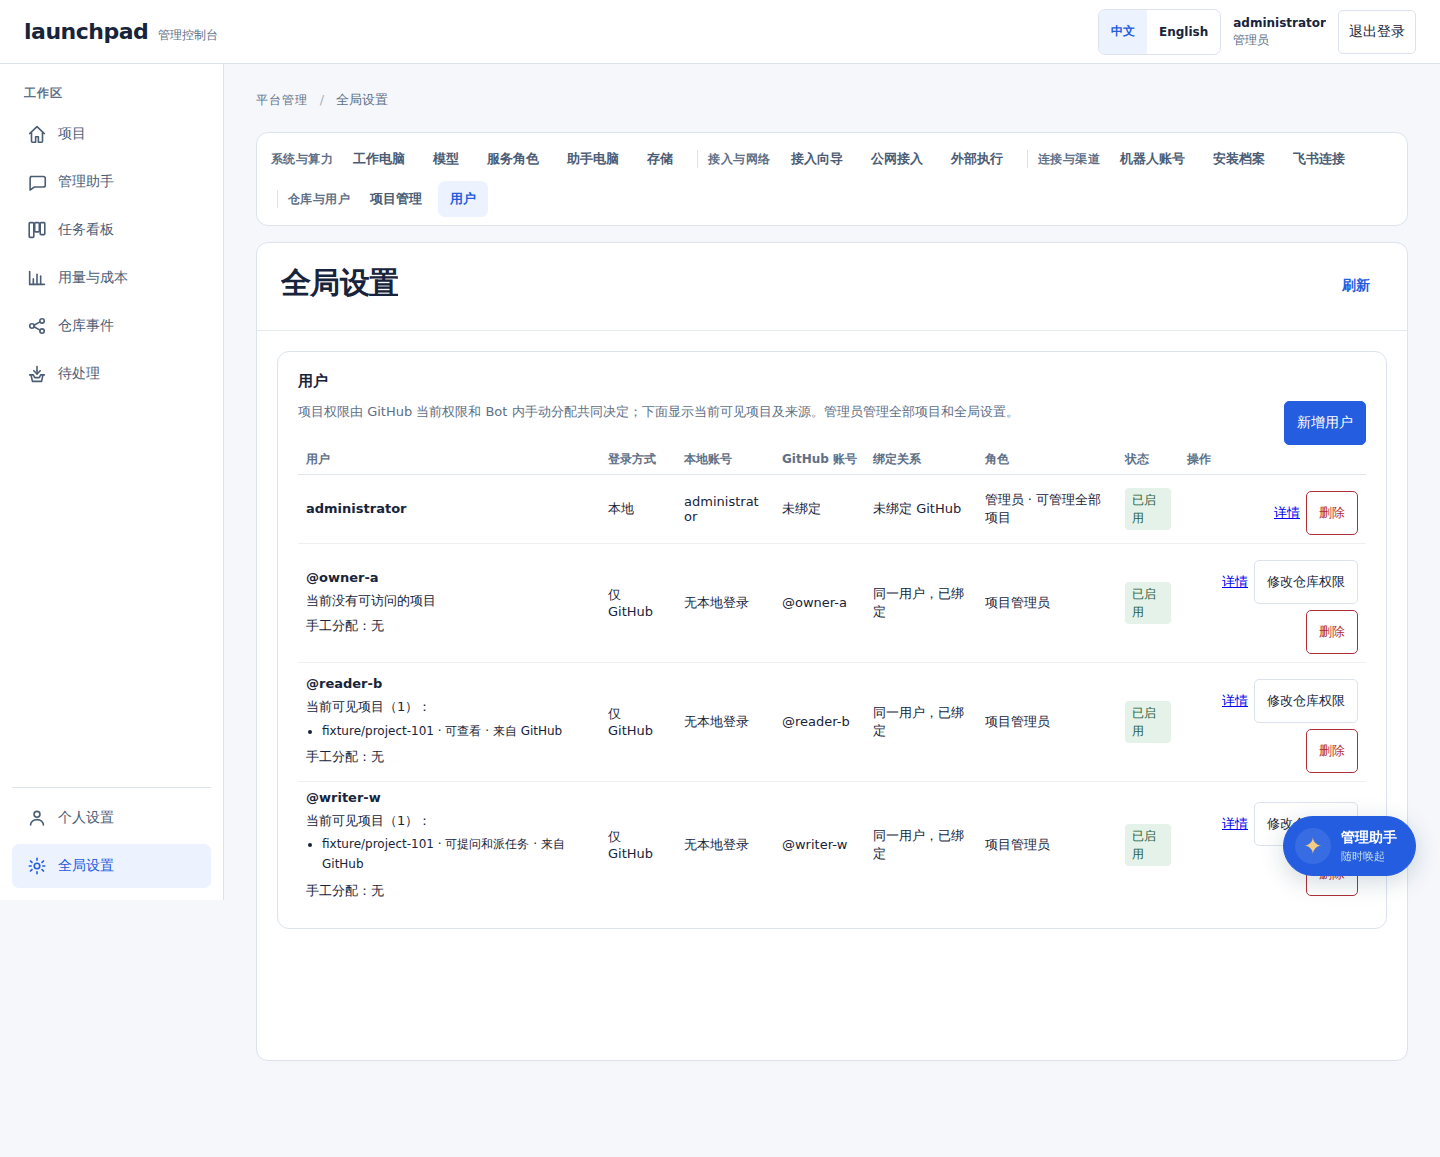 launchpad 管理控制台
中文 English
administrator
管理员
退出登录
工作区
项目
管理助手
任务看板
用量与成本
仓库事件
待处理
个人设置
全局设置
平台管理 / 全局设置
系统与算力 工作电脑 模型 服务角色 助手电脑 存储 接入与网络 接入向导 公网接入 外部执行 连接与渠道 机器人账号 安装档案 飞书连接
仓库与用户 项目管理 用户
全局设置
刷新
用户
项目权限由 GitHub 当前权限和 Bot 内手动分配共同决定；下面显示当前可见项目及来源。管理员管理全部项目和全局设置。
新增用户
用户 登录方式 本地账号 GitHub 账号 绑定关系 角色 状态 操作
administrator 本地 administrat
or
未绑定 未绑定 GitHub 管理员 · 可管理全部
项目
已启
用
详情 删除
@owner-a
当前没有可访问的项目
手工分配：无
仅
GitHub
无本地登录 @owner-a 同一用户，已绑
定
项目管理员 已启
用
详情 修改仓库权限
删除
@reader-b
当前可见项目（1）：
• fixture/project-101 · 可查看 · 来自 GitHub
手工分配：无
仅
GitHub
无本地登录 @reader-b 同一用户，已绑
定
项目管理员 已启
用
详情 修改仓库权限
删除
@writer-w
当前可见项目（1）：
• fixture/project-101 · 可提问和派任务 · 来自
GitHub
手工分配：无
仅
GitHub
无本地登录 @writer-w 同一用户，已绑
定
项目管理员 已启
用
详情 修改
管理助手
随时唤起